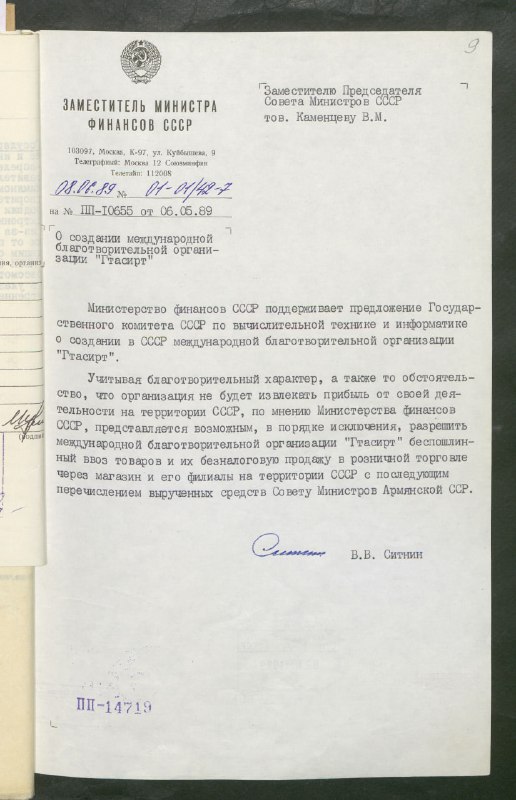 9
ЗАМЕСТИТЕЛЬ МИНИСТРА
ФИНАНСОВ СССР
103097, Москва, К-97, ул. Куйбышева, 9
Телеграфный: Москва 12 Союзминфин
Телетайп: 112008
08.06.89 № 01-01/42-7
на № ПП-10655 от 06.05.89
Заместителю Председателя
Совета Министров СССР
тов. Каменцеву В.М.
О создании международной
благотворительной органи-
зации "Гтасирт"
Министерство финансов СССР поддерживает предложение Государ-
ственного комитета СССР по вычислительной технике и информатике
о создании в СССР международной благотворительной организации
"Гтасирт".
Учитывая благотворительный характер, а также то обстоятель-
ство, что организация не будет извлекать прибыль от своей дея-
тельности на территории СССР, по мнению Министерства финансов
СССР, представляется возможным, в порядке исключения, разрешить
международной благотворительной организации "Гтасирт" беспошлин-
ный ввоз товаров и их безналоговую продажу в розничной торговле
через магазин и его филиалы на территории СССР с последующим
перечислением вырученных средств Совету Министров Армянской ССР.
В.В. Ситнин
ПП-14719